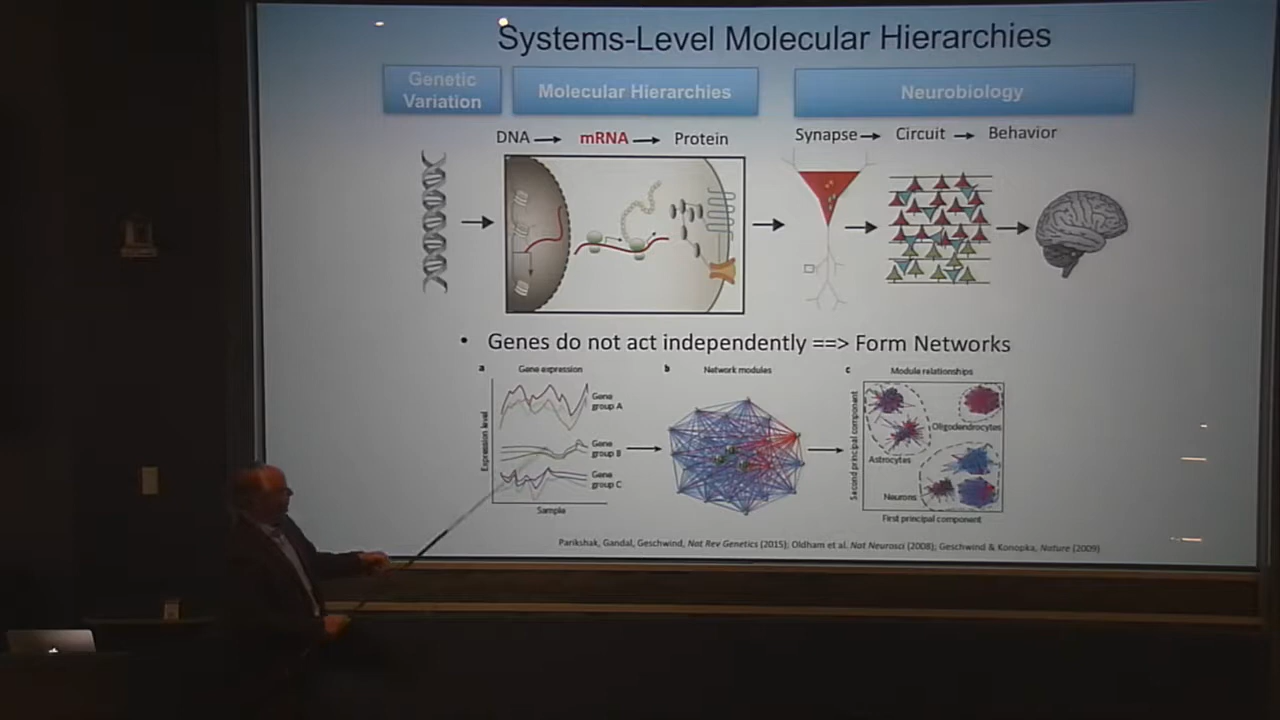 Systems-Level Molecular Hierarchies
Genetic
Variation
Molecular Hierarchies
Neurobiology
DNA → mRNA → Protein
Synapse → Circuit → Behavior
• Genes do not act independently ==> Form Networks
a Gene expression
b Network modules
c Module relationships
Expression level
Gene
group A
Gene
group B
Gene
group C
Sample
Second principal component
Oligodendrocytes
Astrocytes
Neurons
First principal component
Parikshak, Gandal, Geschwind, Nat Rev Genetics (2015); Oldham et al. Nat Neurosci (2008); Geschwind & Konopka, Nature (2009)